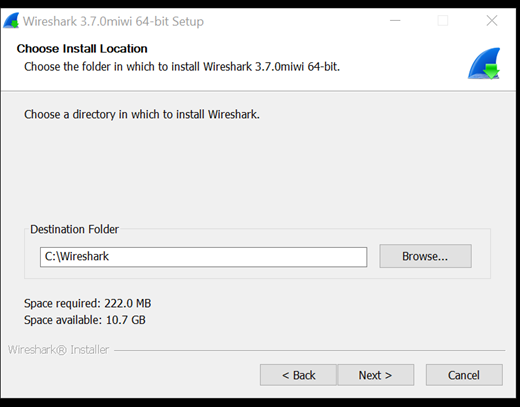 Wireshark 3.7.0miwi 64-bit Setup
Choose Install Location
Choose the folder in which to install Wireshark 3.7.0miwi 64-bit.
Choose a directory in which to install Wireshark.
Destination Folder
C:\Wireshark
Browse...
Space required: 222.0 MB
Space available: 10.7 GB
Wireshark® Installer
< Back
Next >
Cancel